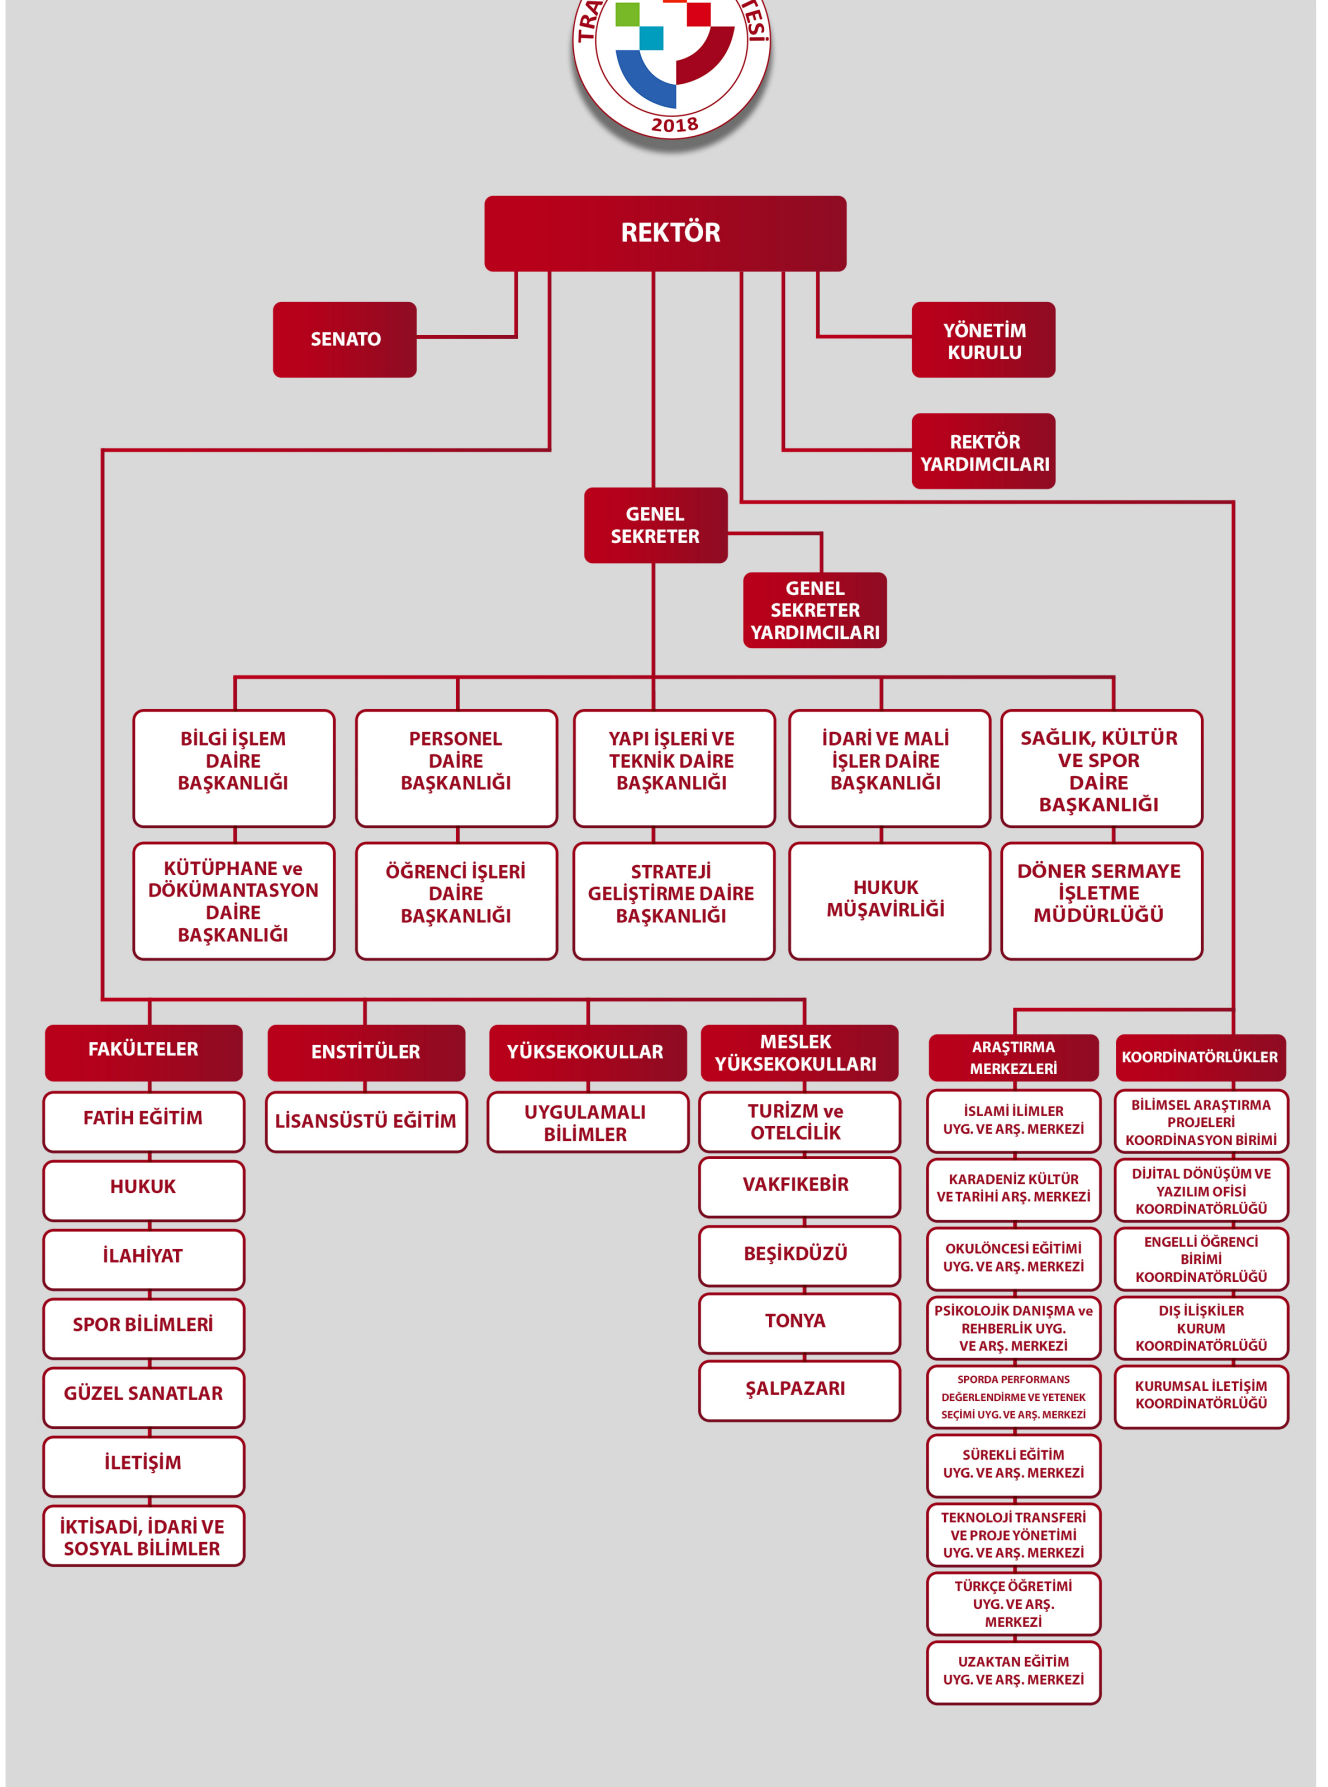 2018
REKTÖR
SENATO
YÖNETİM
KURULU
REKTÖR
YARDIMCILARI
GENEL
SEKRETER
GENEL
SEKRETER
YARDIMCILARI
BİLGİ İŞLEM
DAİRE
BAŞKANLIĞI
PERSONEL
DAİRE
BAŞKANLIĞI
YAPI İŞLERİ VE
TEKNİK DAİRE
BAŞKANLIĞI
İDARİ VE MALİ
İŞLER DAİRE
BAŞKANLIĞI
SAĞLIK, KÜLTÜR
VE SPOR
DAİRE
BAŞKANLIĞI
KÜTÜPHANE ve
DÖKÜMANTASYON
DAİRE
BAŞKANLIĞI
ÖĞRENCİ İŞLERİ
DAİRE
BAŞKANLIĞI
STRATEJİ
GELİŞTİRME DAİRE
BAŞKANLIĞI
HUKUK
MÜŞAVİRLİĞİ
DÖNER SERMAYE
İŞLETME
MÜDÜRLÜĞÜ
FAKÜLTELER
FATİH EĞİTİM
HUKUK
İLAHİYAT
SPOR BİLİMLERİ
GÜZEL SANATLAR
İLETİŞİM
İKTİSADİ, İDARİ VE
SOSYAL BİLİMLER
ENSTİTÜLER
LİSANSÜSTÜ EĞİTİM
YÜKSEKOKULLAR
UYGULAMALI
BİLİMLER
MESLEK
YÜKSEKOKULLARI
TURİZM ve
OTELCİLİK
VAKFIKEBİR
BEŞİKDÜZÜ
TONYA
ŞALPAZARI
ARAŞTIRMA
MERKEZLERİ
İSLAMİ İLİMLER
UYG. VE ARŞ. MERKEZİ
KARADENİZ KÜLTÜR
VE TARİHİ ARŞ. MERKEZİ
OKULÖNCESİ EĞİTİMİ
UYG. VE ARŞ. MERKEZİ
PSİKOLOJİK DANIŞMA ve
REHBERLİK UYG.
VE ARŞ. MERKEZİ
SPORDA PERFORMANS
DEĞERLENDİRME VE YETENEK
SEÇİMİ UYG. VE ARŞ. MERKEZİ
SÜREKLİ EĞİTİM
UYG. VE ARŞ. MERKEZİ
TEKNOLOJİ TRANSFERİ
VE PROJE YÖNETİMİ
UYG. VE ARŞ. MERKEZİ
TÜRKÇE ÖĞRETİMİ
UYG. VE ARŞ.
MERKEZİ
UZAKTAN EĞİTİM
UYG. VE ARŞ. MERKEZİ
KOORDİNATÖRLÜKLER
BİLİMSEL ARAŞTIRMA
PROJELERİ
KOORDİNASYON BİRİMİ
DİJİTAL DÖNÜŞÜM VE
YAZILIM OFİSİ
KOORDİNATÖRLÜĞÜ
ENGELLİ ÖĞRENCİ
BİRİMİ
KOORDİNATÖRLÜĞÜ
DIŞ İLİŞKİLER
KURUM
KOORDİNATÖRLÜĞÜ
KURUMSAL İLETİŞİM
KOORDİNATÖRLÜĞÜ